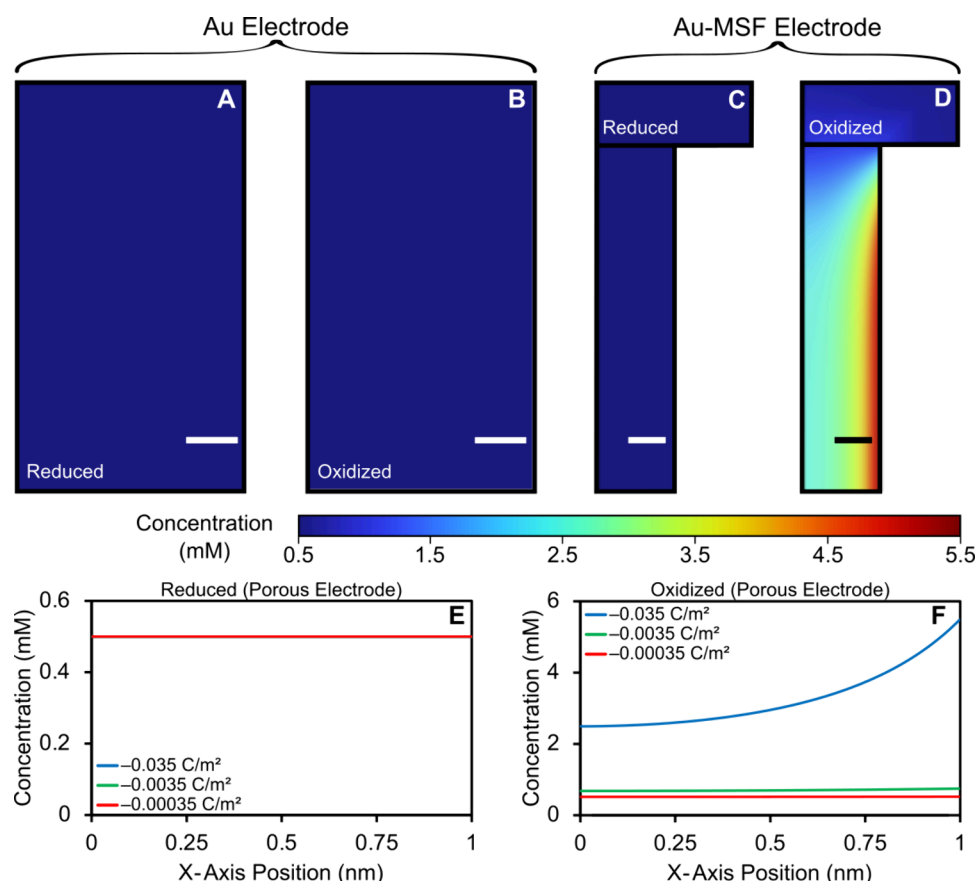 Au Electrode
Au-MSF Electrode
A
B
C
D
Reduced
Oxidized
Reduced
Oxidized
Concentration
(mM)
0.5
1.5
2.5
3.5
4.5
5.5
Reduced (Porous Electrode)
E
Concentration (mM)
0.6
0.4
0.2
0
–0.035 C/m²
–0.0035 C/m²
–0.00035 C/m²
0
0.25
0.5
0.75
1
X-Axis Position (nm)
Oxidized (Porous Electrode)
F
Concentration (mM)
6
4
2
0
–0.035 C/m²
–0.0035 C/m²
–0.00035 C/m²
0
0.25
0.5
0.75
1
X-Axis Position (nm)